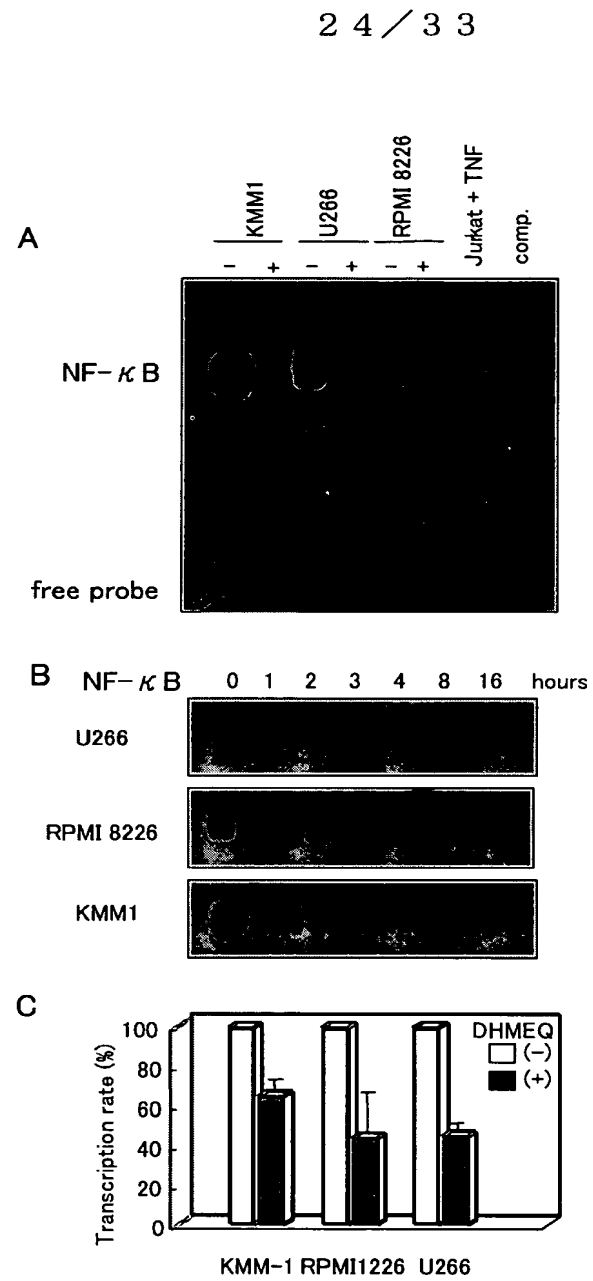 24/33
KMM1 U266 RPMI 8226 Jurkat + TNF comp.
A
- + - + - +
NF-κB
free probe
B NF-κB 0 1 2 3 4 8 16 hours
U266
RPMI 8226
KMM1
C
Transcription rate (%)
100
80
60
40
20
0
DHMEQ
(-)
(+)
KMM-1 RPMI1226 U266